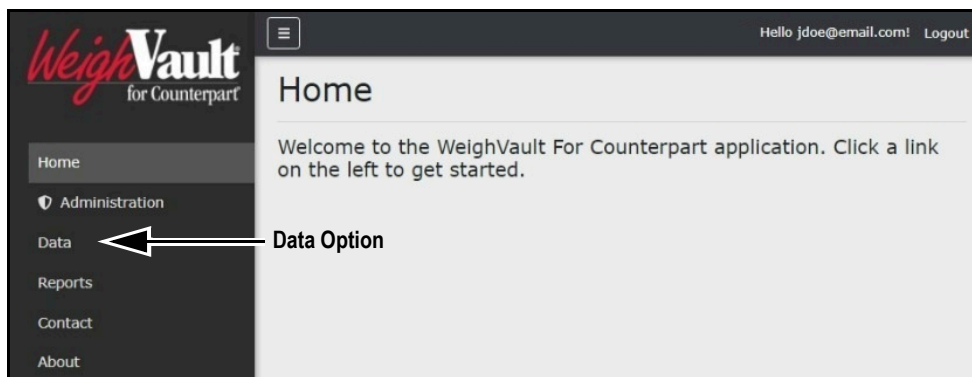 WeighVault
for Counterpart
Hello jdoe@email.com! Logout
Home
Welcome to the WeighVault For Counterpart application. Click a link
on the left to get started.
Home
Administration
Data
Data Option
Reports
Contact
About